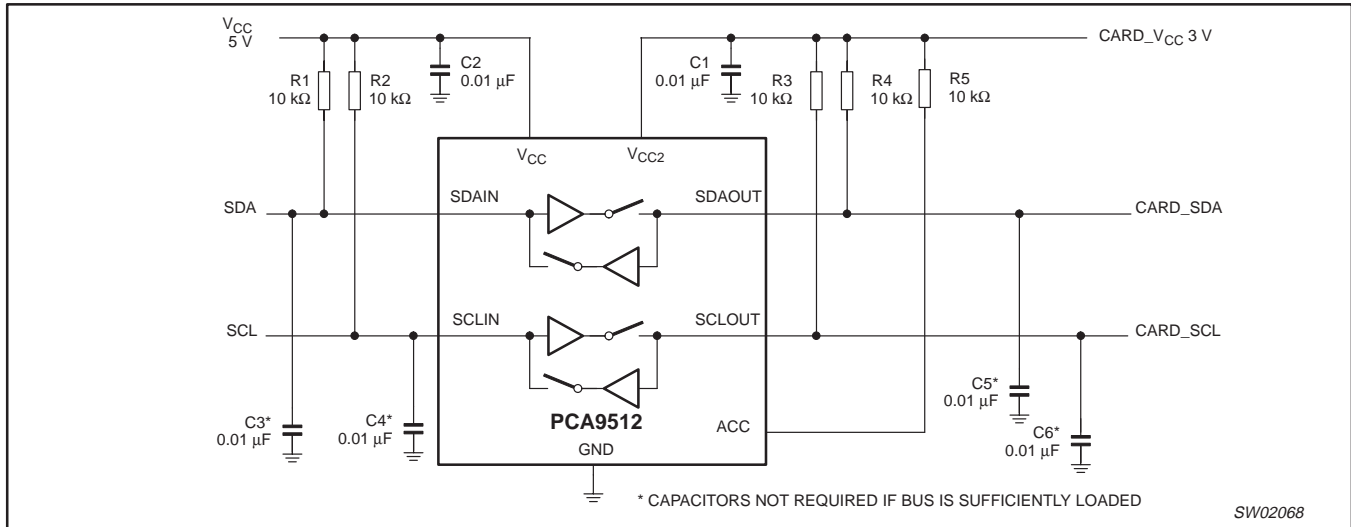 VCC
5 V
CARD_VCC 3 V
C2
0.01 µF
C1
0.01 µF
R1
10 kΩ
R2
10 kΩ
R3
10 kΩ
R4
10 kΩ
R5
10 kΩ
VCC
VCC2
SDA
SDAIN
SDAOUT
CARD_SDA
SCL
SCLIN
SCLOUT
CARD_SCL
C3*
0.01 µF
C4*
0.01 µF
PCA9512
ACC
C5*
0.01 µF
C6*
0.01 µF
GND
* CAPACITORS NOT REQUIRED IF BUS IS SUFFICIENTLY LOADED
SW02068